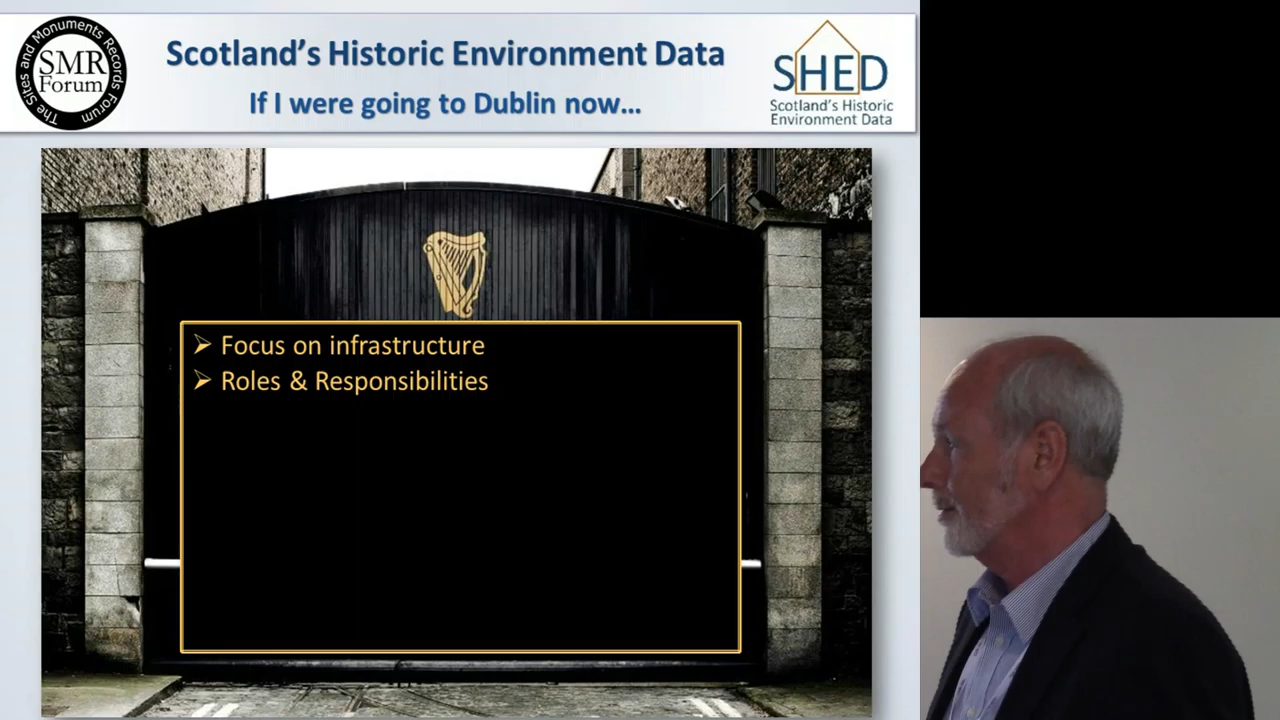 The Sites and Monuments Records Forum
SMR
Forum
Scotland's Historic Environment Data
If I were going to Dublin now...
SHED
Scotland's Historic
Environment Data
➢ Focus on infrastructure
➢ Roles & Responsibilities